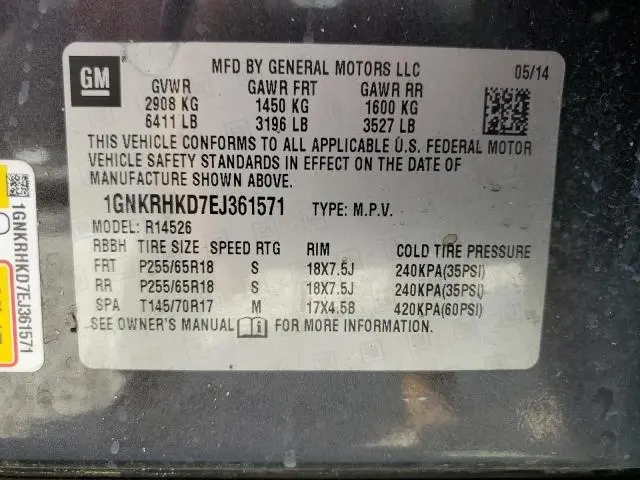 GM
MFD BY GENERAL MOTORS LLC 05/14
GVWR GAWR FRT GAWR RR
2908 KG 1450 KG 1600 KG
6411 LB 3196 LB 3527 LB
THIS VEHICLE CONFORMS TO ALL APPLICABLE U.S. FEDERAL MOTOR
VEHICLE SAFETY STANDARDS IN EFFECT ON THE DATE OF
MANUFACTURE SHOWN ABOVE.
1GNKRHKD7EJ361571 TYPE: M.P.V.
MODEL: R14526
RBBH TIRE SIZE SPEED RTG RIM COLD TIRE PRESSURE
FRT P255/65R18 S 18X7.5J 240KPA(35PSI)
RR P255/65R18 S 18X7.5J 240KPA(35PSI)
SPA T145/70R17 M 17X4.5B 420KPA(60PSI)
SEE OWNER'S MANUAL FOR MORE INFORMATION.
1GNKRHKD7EJ361571